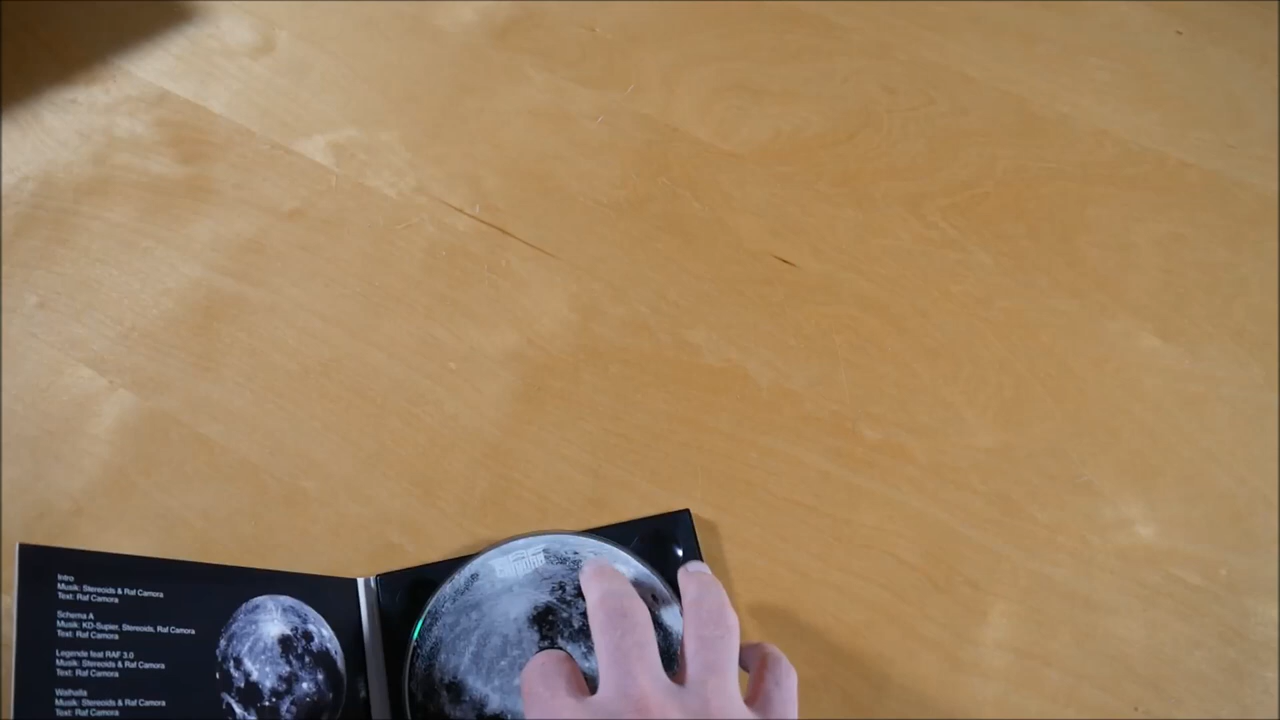 Intro
Musik: Stereoids & Raf Camora
Text: Raf Camora
Schema A
Musik: KD-Supier, Stereoids, Raf Camora
Text: Raf Camora
Legende feat RAF 3.0
Musik: Stereoids & Raf Camora
Text: Raf Camora
Walhalla
Musik: Stereoids & Raf Camora
Text: Raf Camora